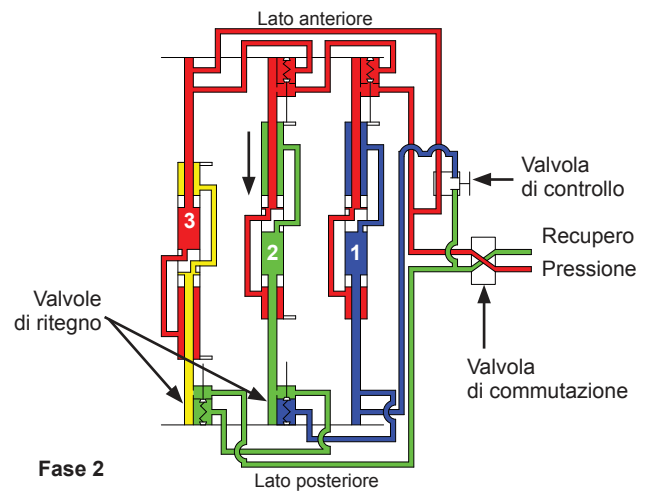 Lato anteriore
Valvola
di controllo
3
2
1
Recupero
Pressione
Valvole
di ritegno
Valvola
di commutazione
Fase 2
Lato posteriore